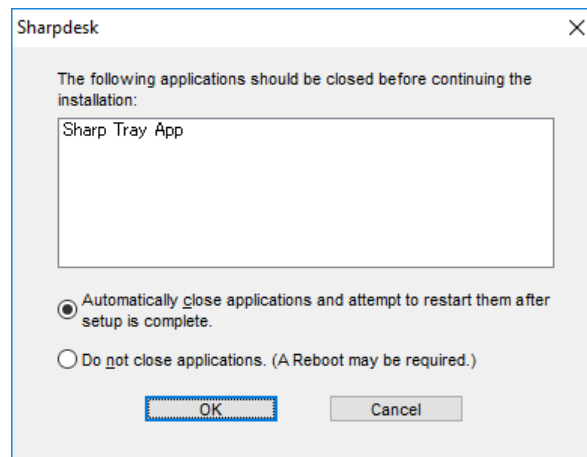 Sharpdesk
The following applications should be closed before continuing the
installation:
Sharp Tray App
Automatically close applications and attempt to restart them after
setup is complete.
Do not close applications. (A Reboot may be required.)
OK
Cancel